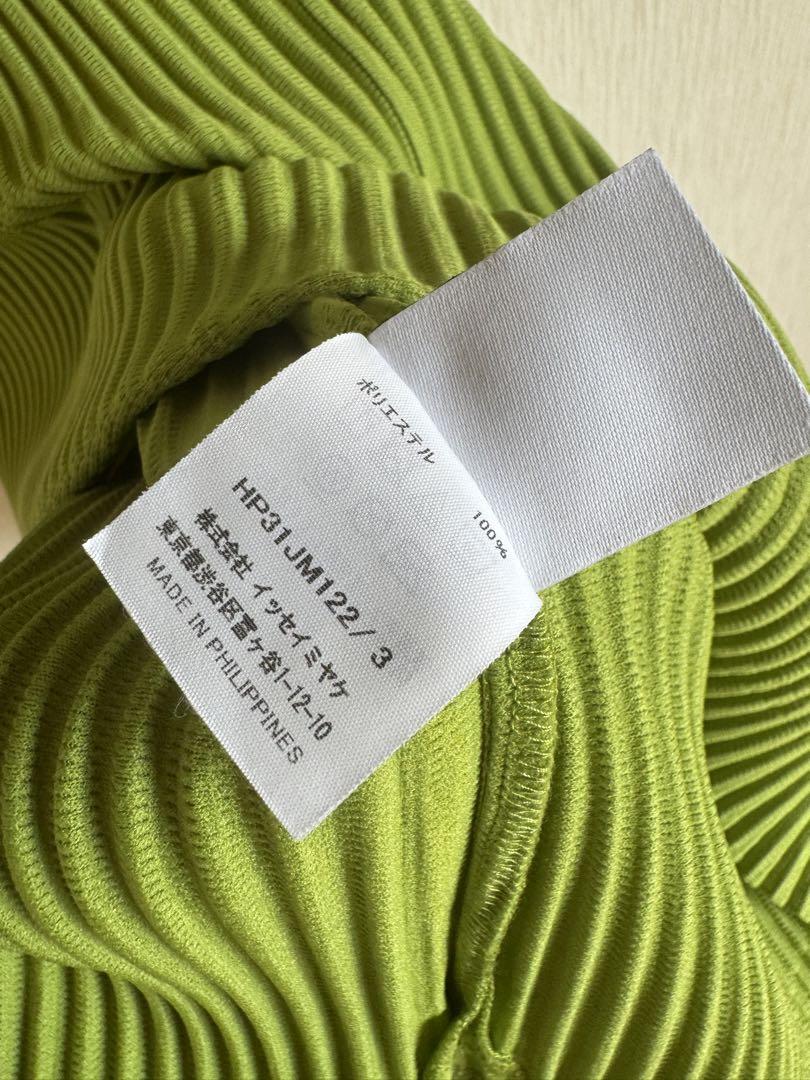 ポリエステル 100%
HP31JM122/ 3
株式会社 イッセイミヤケ
東京都渋谷区富ヶ谷1-12-10
MADE IN PHILIPPINES